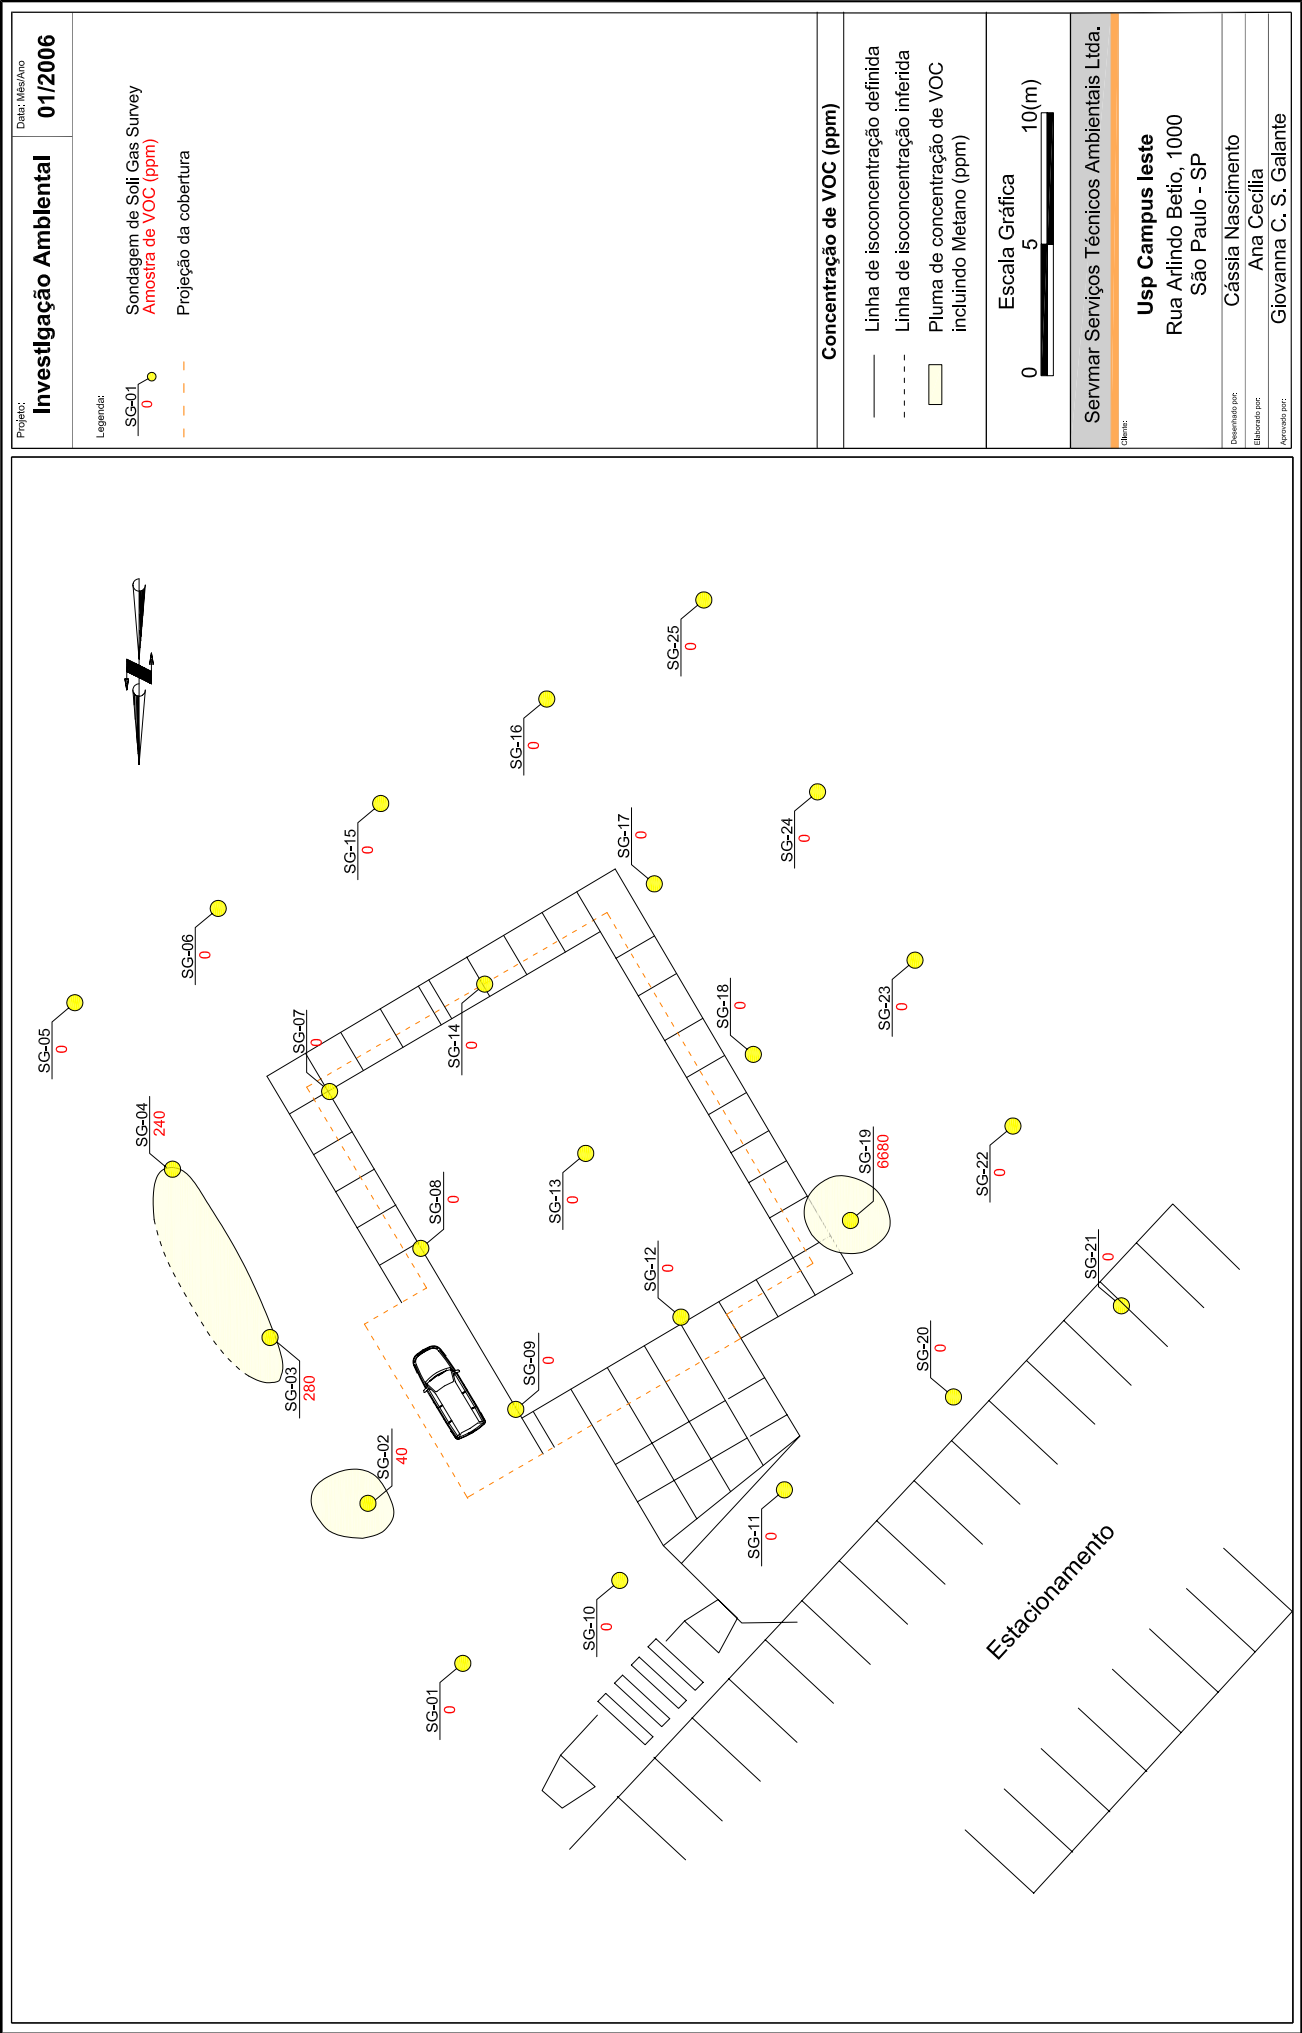 Projeto:
Investigação Amblental
Data: Mês/Ano
01/2006
Legenda:
SG-01
0
Sondagem de Soli Gas Survey
Amostra de VOC (ppm)
Projeção da cobertura
Concentração de VOC (ppm)
Linha de isoconcentração definida
Linha de isoconcentração inferida
Pluma de concentração de VOC
incluindo Metano (ppm)
Escala Gráfica
0 5 10(m)
Servmar Serviços Técnicos Ambientais Ltda.
Cliente:
Usp Campus leste
Rua Arlindo Betio, 1000
São Paulo - SP
Desenhado por:
Cássia Nascimento
Elaborado por:
Ana Cecília
Aprovado por:
Giovanna C. S. Galante
SG-05
0
SG-04
240
SG-06
0
SG-03
280
SG-07
0
SG-15
0
SG-02
40
SG-08
0
SG-01
0
SG-14
0
SG-16
0
SG-09
0
SG-13
0
SG-10
0
SG-17
0
SG-12
0
SG-25
0
SG-18
0
SG-11
0
SG-24
0
SG-19
6680
SG-23
0
SG-20
0
SG-22
0
SG-21
0
Estacionamento